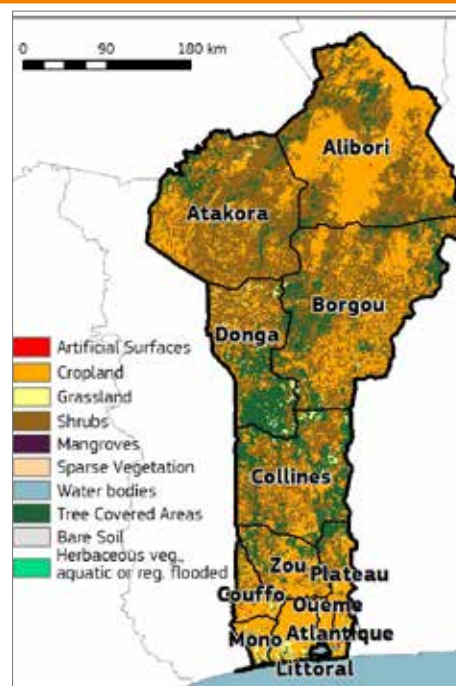 0 180 km
Alibori
Atakora
Borgou
Donga
Artificial Surfaces
Cropland
Grassland
Shrubs
Mangroves
Sparse Vegetation
Water bodies
Tree Covered Areas
Bare Soil
Herbaceous veg.,
aquatic or reg. flooded
Collines
Zou
Plateau
Couffo
Oueme
Mono
Atlantique
Littoral